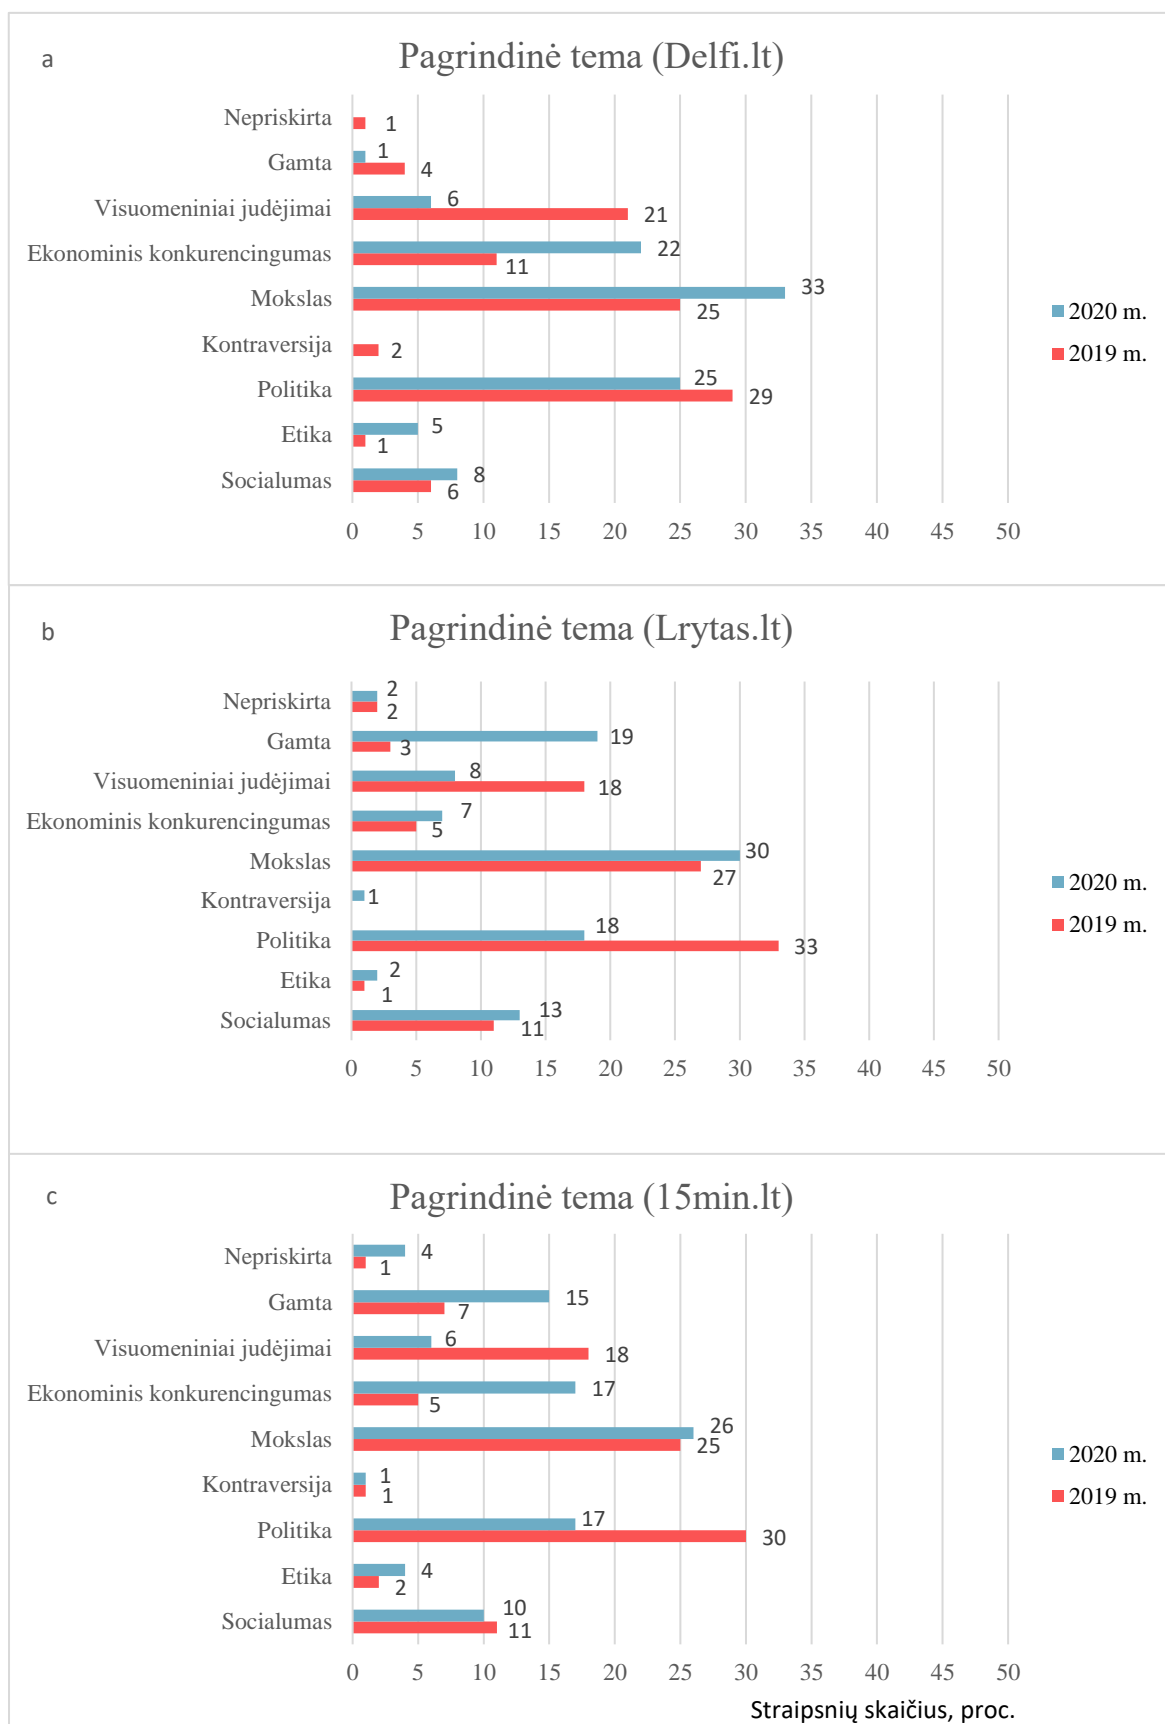 a
Pagrindinė tema (Delfi.lt)
Nepriskirta
1
Gamta
1
4
Visuomeniniai judėjimai
6
21
Ekonominis konkurencingumas
22
11
Mokslas
33
25
Kontraversija
2
Politika
25
29
Etika
5
1
Socialumas
8
6
0 5 10 15 20 25 30 35 40 45 50
2020 m.
2019 m.
b
Pagrindinė tema (Lrytas.lt)
Nepriskirta
2
2
Gamta
19
3
Visuomeniniai judėjimai
8
18
Ekonominis konkurencingumas
7
5
Mokslas
30
27
Kontraversija
1
Politika
18
33
Etika
2
1
Socialumas
13
11
0 5 10 15 20 25 30 35 40 45 50
2020 m.
2019 m.
c
Pagrindinė tema (15min.lt)
Nepriskirta
4
1
Gamta
15
7
Visuomeniniai judėjimai
6
18
Ekonominis konkurencingumas
17
5
Mokslas
26
25
Kontraversija
1
1
Politika
17
30
Etika
4
2
Socialumas
10
11
0 5 10 15 20 25 30 35 40 45 50
2020 m.
2019 m.
Straipsnių skaičius, proc.